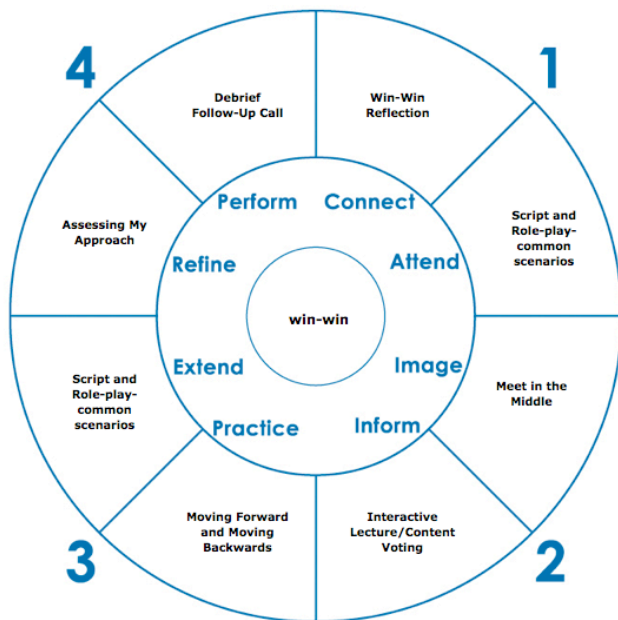 4
1
Debrief
Follow-Up Call
Win-Win
Reflection
Assessing My
Approach
Perform
Connect
Script and
Role-play-
common
scenarios
Refine
Attend
win-win
Extend
Image
Script and
Role-play-
common
scenarios
Meet in the
Middle
Practice
Inform
Moving Forward
and Moving
Backwards
Interactive
Lecture/Content
Voting
3
2